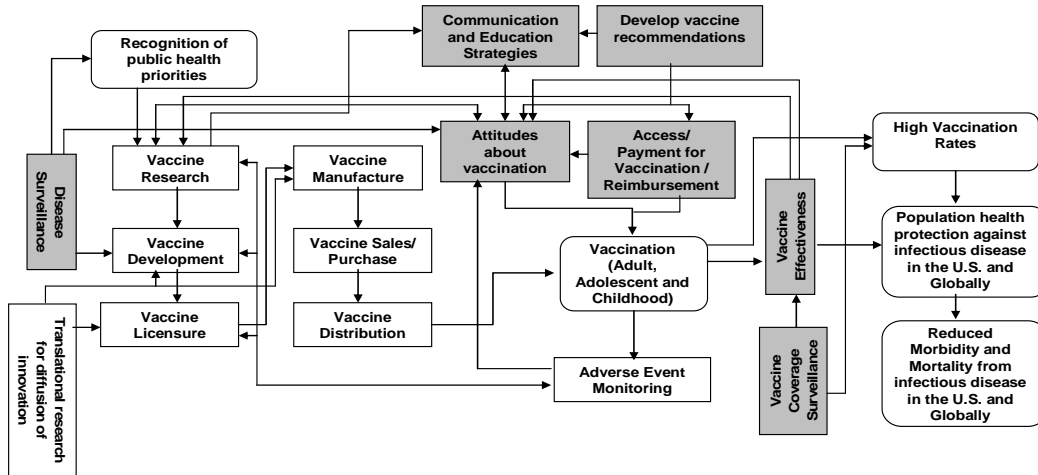 Recognition of
public health
priorities
Communication
and Education
Strategies
Develop vaccine
recommendations
Disease
Surveillance
Vaccine
Research
Vaccine
Manufacture
Attitudes
about
vaccination
Access/
Payment for
Vaccination /
Reimbursement
High Vaccination
Rates
Vaccine
Development
Vaccine Sales/
Purchase
Vaccination
(Adult,
Adolescent and
Childhood)
Vaccine
Effectiveness
Population health
protection against
infectious disease
in the U.S. and
Globally
Translational research
for diffusion of
innovation
Vaccine
Licensure
Vaccine
Distribution
Adverse Event
Monitoring
Vaccine
Coverage
Surveillance
Reduced
Morbidity and
Mortality from
infectious disease
in the U.S. and
Globally